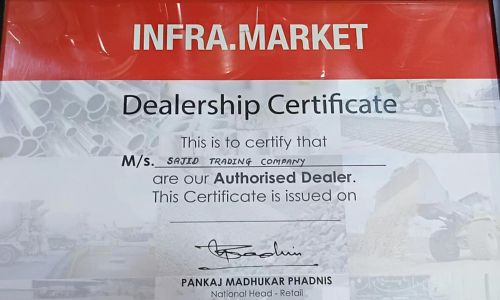 INFRA.MARKET
Dealership Certificate
This is to certify that
M/s. SAJID TRADING COMPANY
are our Authorised Dealer.
This Certificate is issued on
PANKAJ MADHUKAR PHADNIS
National Head - Retail